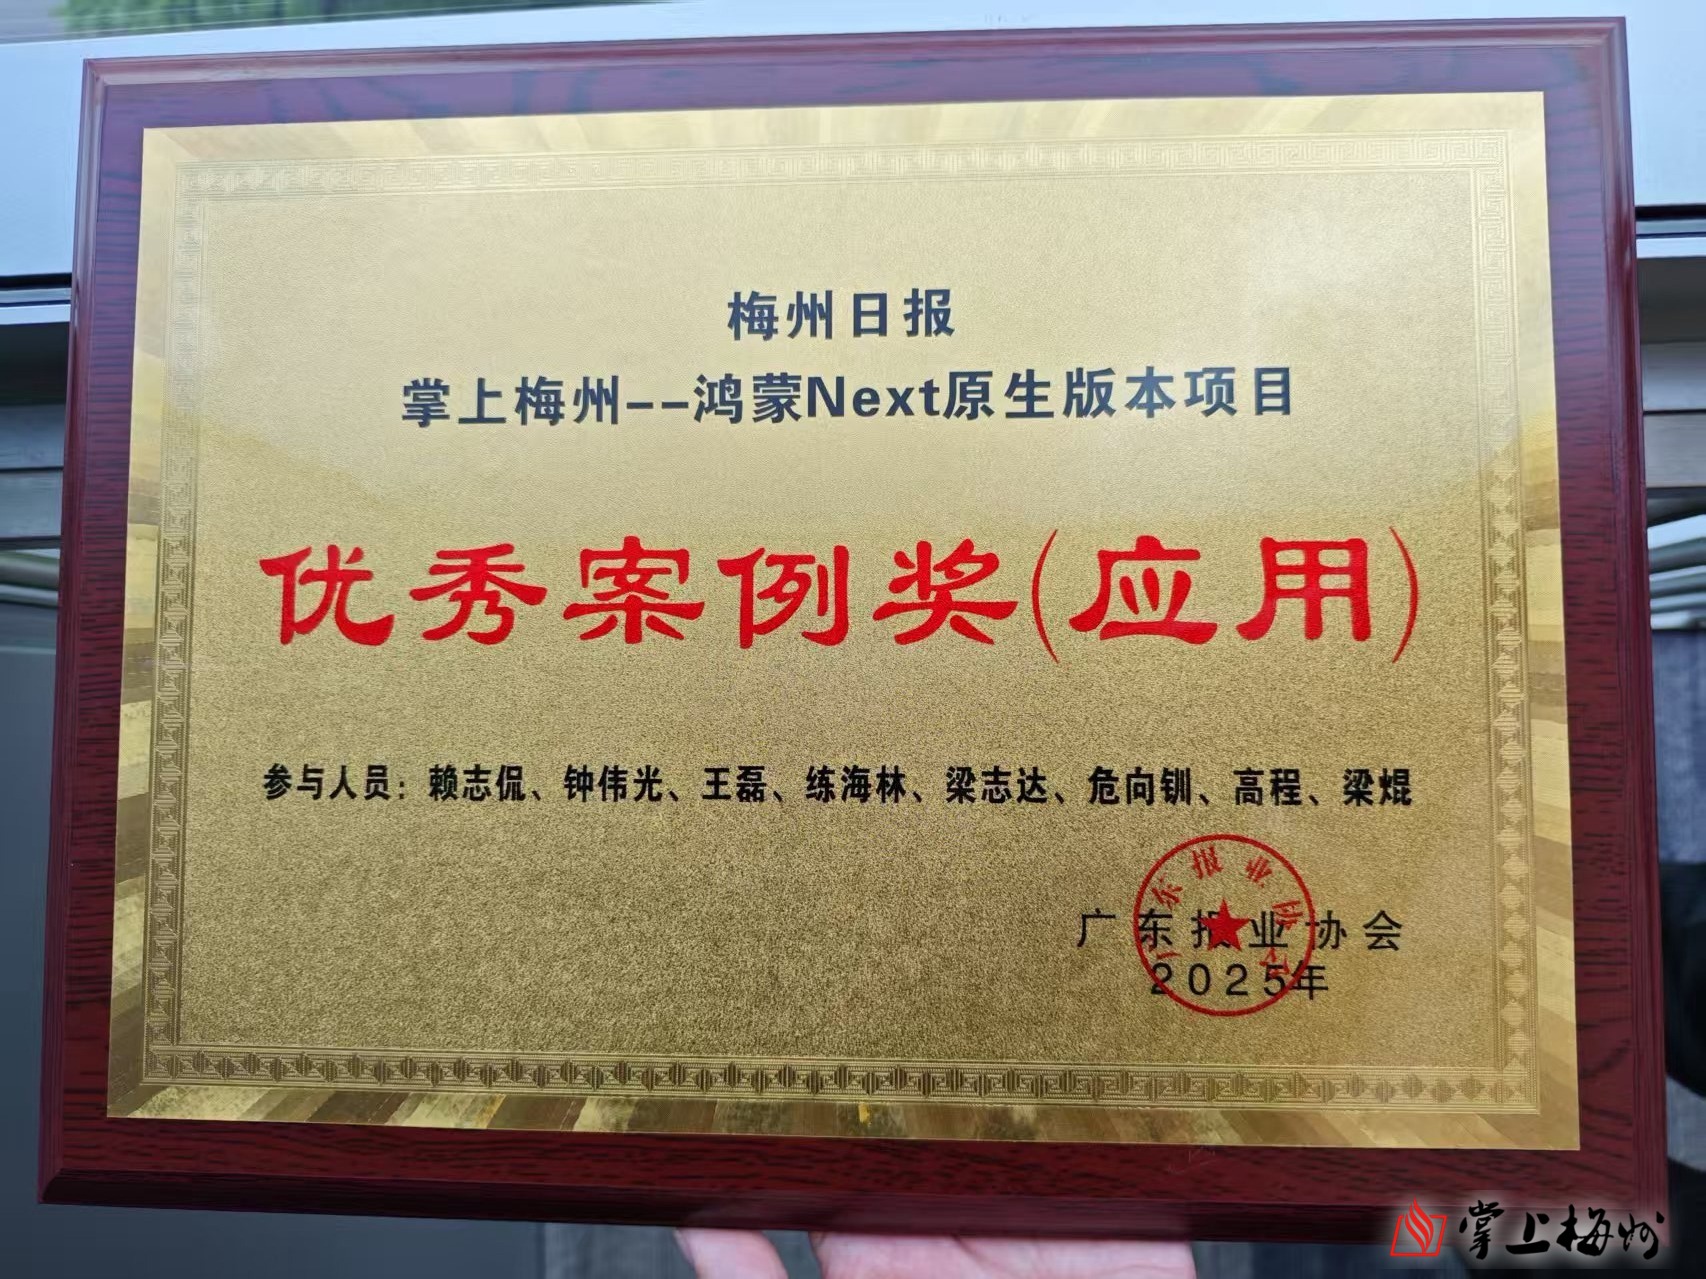 梅州日报
掌上梅州--鸿蒙Next原生版本项目
优秀案例奖(应用)
参与人员：赖志侃、钟伟光、王磊、练海林、梁志达、危向钏、高程、梁焜
广东报业协会
2025年
掌上梅州